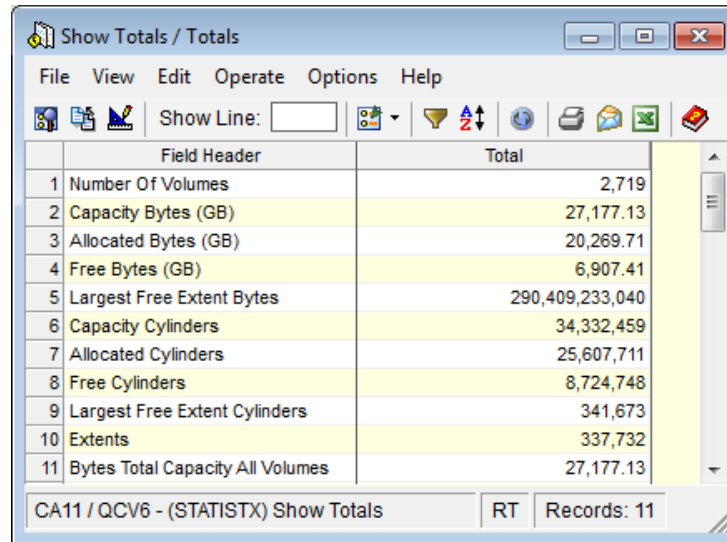 Show Totals / Totals
File View Edit Operate Options Help
Show Line:
Field Header Total
1 Number Of Volumes 2,719
2 Capacity Bytes (GB) 27,177.13
3 Allocated Bytes (GB) 20,269.71
4 Free Bytes (GB) 6,907.41
5 Largest Free Extent Bytes 290,409,233,040
6 Capacity Cylinders 34,332,459
7 Allocated Cylinders 25,607,711
8 Free Cylinders 8,724,748
9 Largest Free Extent Cylinders 341,673
10 Extents 337,732
11 Bytes Total Capacity All Volumes 27,177.13
CA11 / QCV6 - (STATISTX) Show Totals RT Records: 11